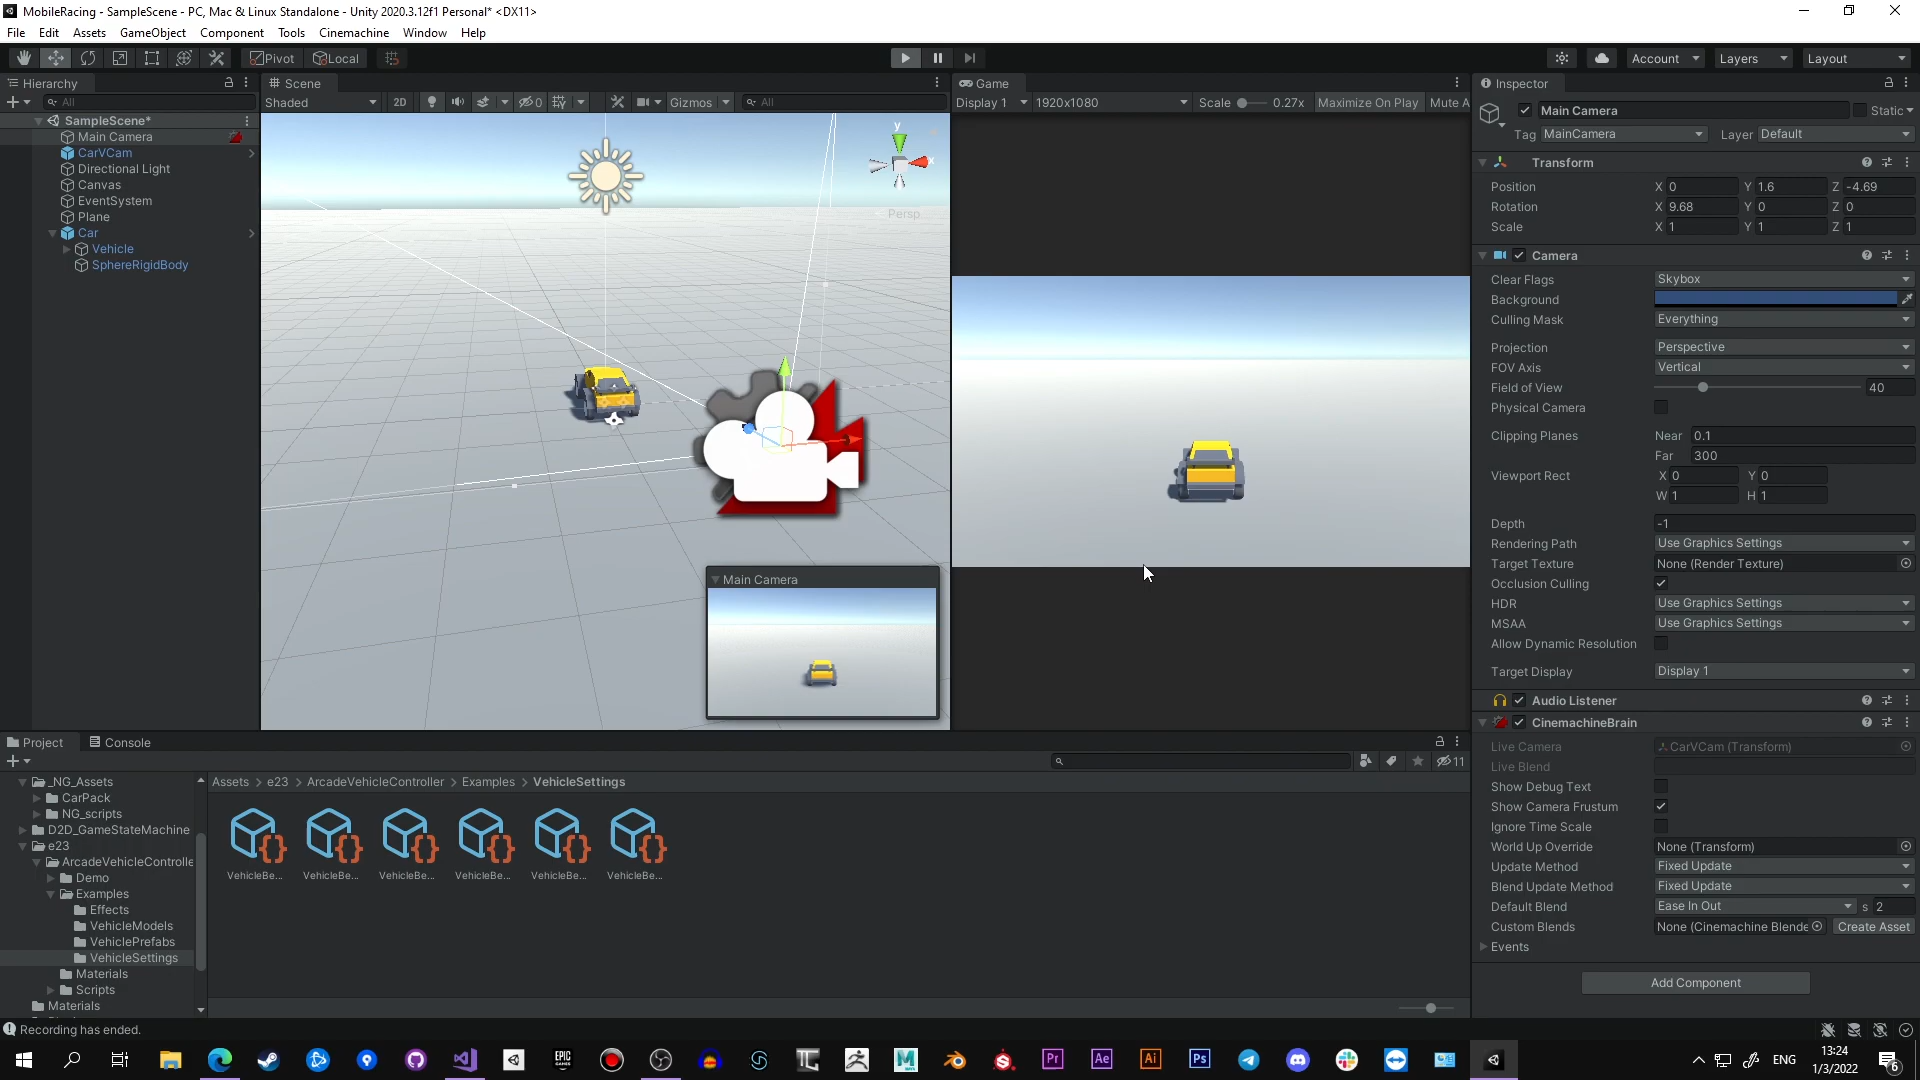 MobileRacing - SampleScene - PC, Mac & Linux Standalone - Unity 2020.3.12f1 Personal* <DX11>
File Edit Assets GameObject Component Tools Cinemachine Window Help
Pivot Local Account Layers Layout
Hierarchy
All
SampleScene*
Main Camera
CarVCam
Directional Light
Canvas
EventSystem
Plane
Car
Vehicle
SphereRigidBody
Scene
Shaded 2D 0 Gizmos All
y
x
Persp
Main Camera
Game
Display 1 1920x1080 Scale 0.27x Maximize On Play Mute A
Inspector
Main Camera Static
Tag MainCamera Layer Default
Transform
Position X 0 Y 1.6 Z -4.69
Rotation X 9.68 Y 0 Z 0
Scale X 1 Y 1 Z 1
Camera
Clear Flags Skybox
Background
Culling Mask Everything
Projection Perspective
FOV Axis Vertical
Field of View 40
Physical Camera
Clipping Planes Near 0.1
Far 300
Viewport Rect X 0 Y 0
W 1 H 1
Depth -1
Rendering Path Use Graphics Settings
Target Texture None (Render Texture)
Occlusion Culling
HDR Use Graphics Settings
MSAA Use Graphics Settings
Allow Dynamic Resolution
Target Display Display 1
Audio Listener
CinemachineBrain
Live Camera CarVCam (Transform)
Live Blend
Show Debug Text
Show Camera Frustum
Ignore Time Scale
World Up Override None (Transform)
Update Method Fixed Update
Blend Update Method Fixed Update
Default Blend Ease In Out s 2
Custom Blends None (Cinemachine Blende Create Asset
Events
Add Component
Project Console
11
_NG_Assets
CarPack
NG_scripts
D2D_GameStateMachine
e23
ArcadeVehicleControlle
Demo
Examples
Effects
VehicleModels
VehiclePrefabs
VehicleSettings
Materials
Scripts
Materials
Assets > e23 > ArcadeVehicleController > Examples > VehicleSettings
VehicleBe... VehicleBe... VehicleBe... VehicleBe... VehicleBe... VehicleBe...
Recording has ended.
EPIC GAMES
Pr Ae Ai Ps
ENG
13:24
1/3/2022
6